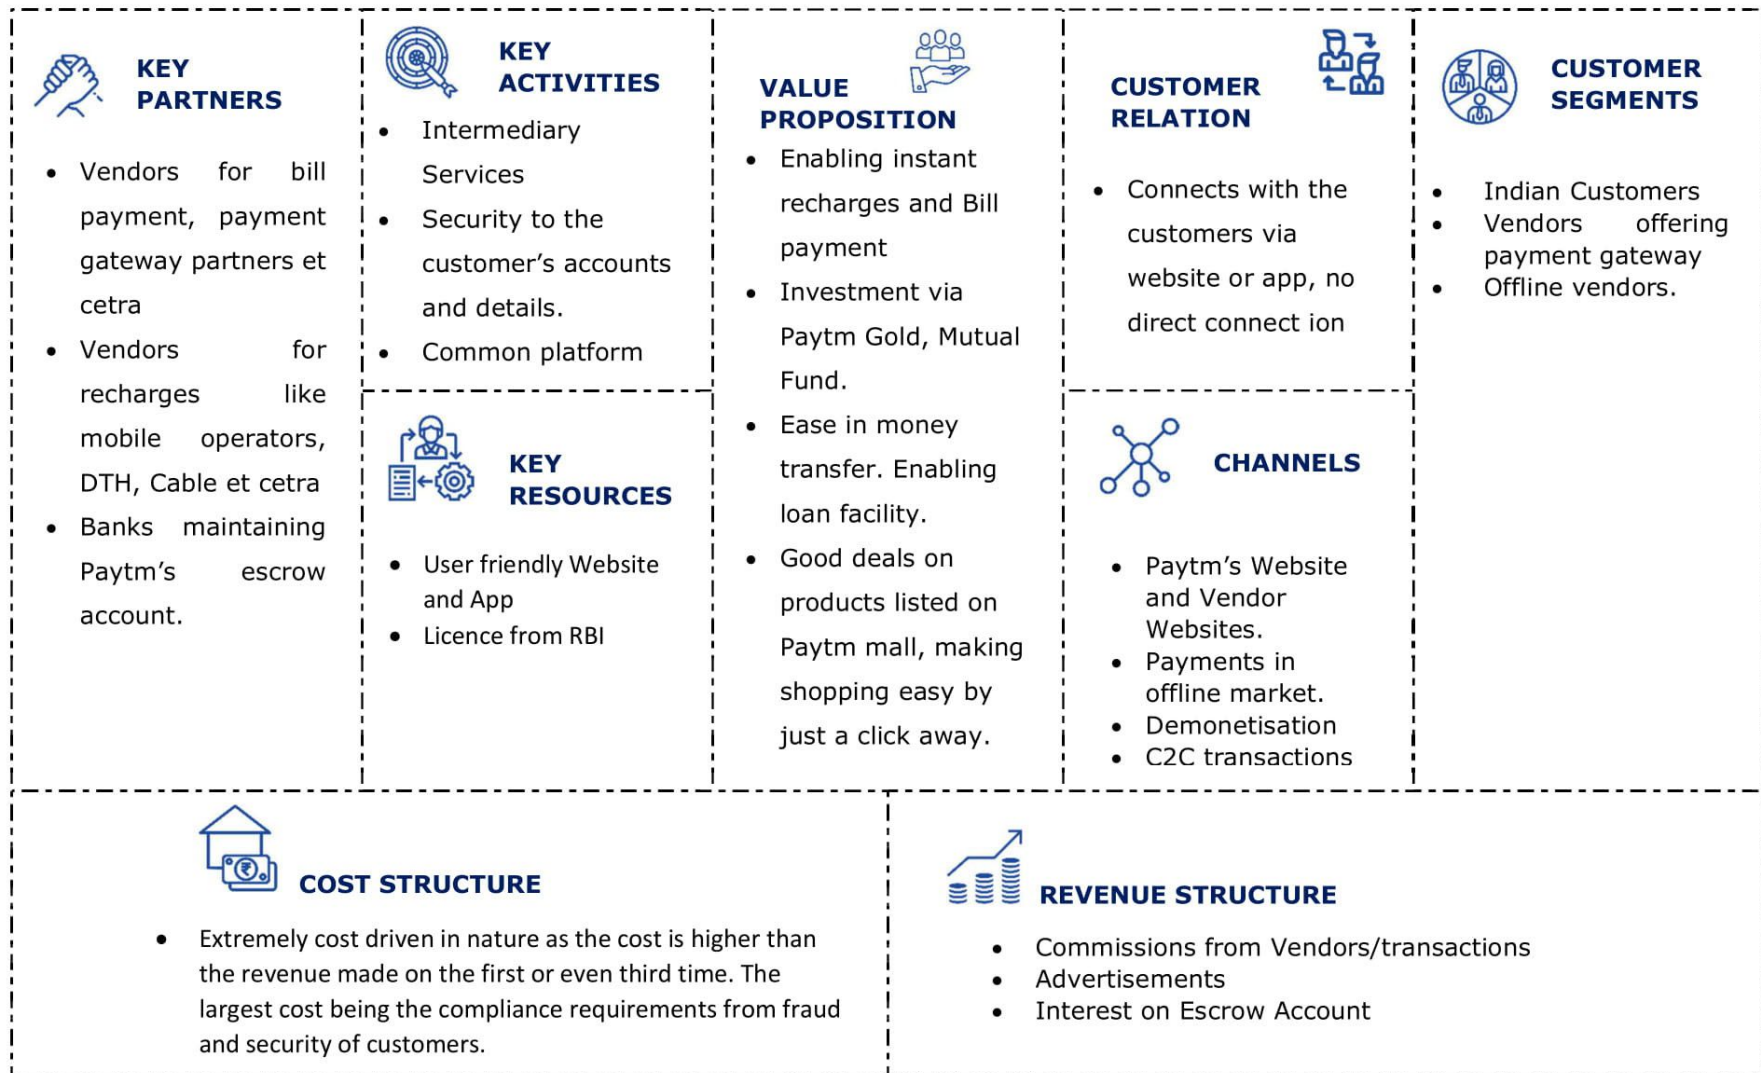 KEY
PARTNERS
• Vendors for bill
payment, payment
gateway partners et
cetra
• Vendors for
recharges like
mobile operators,
DTH, Cable et cetra
• Banks maintaining
Paytm’s escrow
account.
KEY
ACTIVITIES
• Intermediary
Services
• Security to the
customer’s accounts
and details.
• Common platform
KEY
RESOURCES
• User friendly Website
and App
• Licence from RBI
VALUE
PROPOSITION
• Enabling instant
recharges and Bill
payment
• Investment via
Paytm Gold, Mutual
Fund.
• Ease in money
transfer. Enabling
loan facility.
• Good deals on
products listed on
Paytm mall, making
shopping easy by
just a click away.
CUSTOMER
RELATION
• Connects with the
customers via
website or app, no
direct connect ion
CHANNELS
• Paytm’s Website
and Vendor
Websites.
• Payments in
offline market.
• Demonetisation
• C2C transactions
CUSTOMER
SEGMENTS
• Indian Customers
• Vendors offering
payment gateway
• Offline vendors.
₹
COST STRUCTURE
• Extremely cost driven in nature as the cost is higher than
the revenue made on the first or even third time. The
largest cost being the compliance requirements from fraud
and security of customers.
REVENUE STRUCTURE
• Commissions from Vendors/transactions
• Advertisements
• Interest on Escrow Account